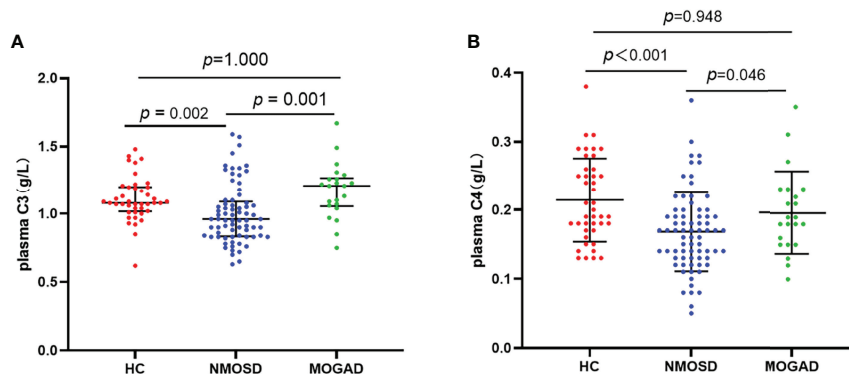 A
p=1.000
p = 0.002
p = 0.001
plasma C3(g/L)
2.0
1.5
1.0
0.5
0.0
HC NMOSD MOGAD
B
p=0.948
p<0.001
p=0.046
plasma C4(g/L)
0.4
0.3
0.2
0.1
0.0
HC NMOSD MOGAD